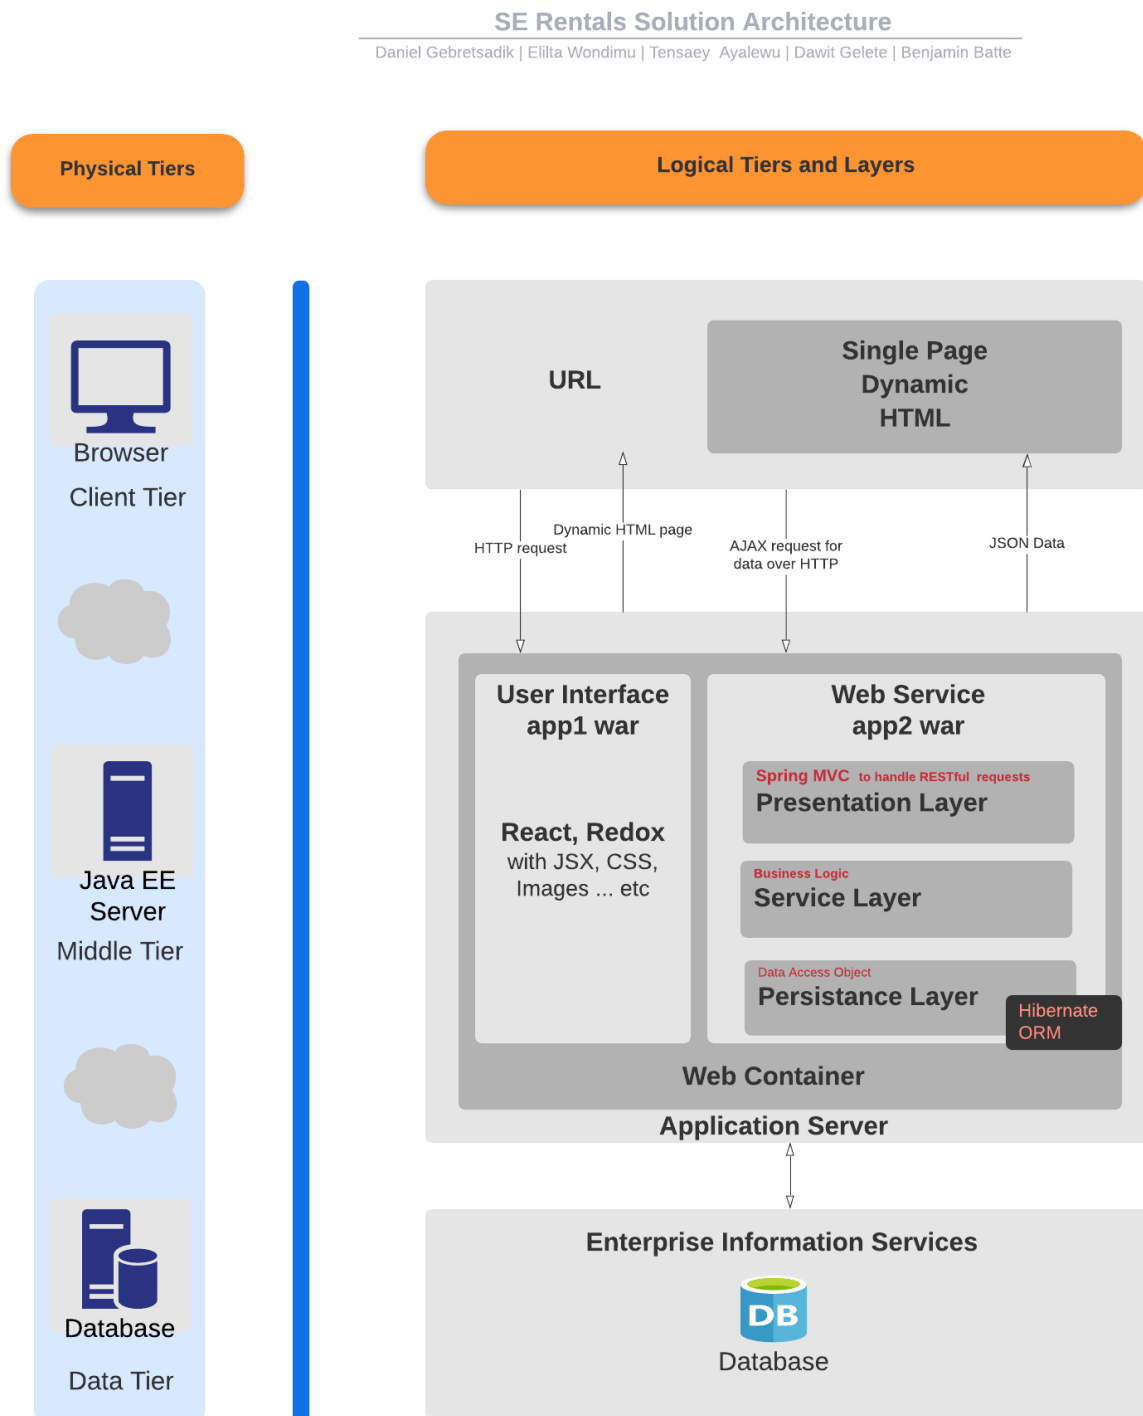 SE Rentals Solution Architecture
Daniel Gebretsadik | Elilta Wondimu | Tensaey Ayalewu | Dawit Gelete | Benjamin Batte
Physical Tiers
Logical Tiers and Layers
Browser
Client Tier
Java EE
Server
Middle Tier
Database
Data Tier
URL
Single Page
Dynamic
HTML
HTTP request
Dynamic HTML page
AJAX request for
data over HTTP
JSON Data
User Interface
app1 war
React, Redox
with JSX, CSS,
Images ... etc
Web Service
app2 war
Spring MVC to handle RESTful requests
Presentation Layer
Business Logic
Service Layer
Data Access Object
Persistance Layer
Hibernate
ORM
Web Container
Application Server
Enterprise Information Services
DB
Database